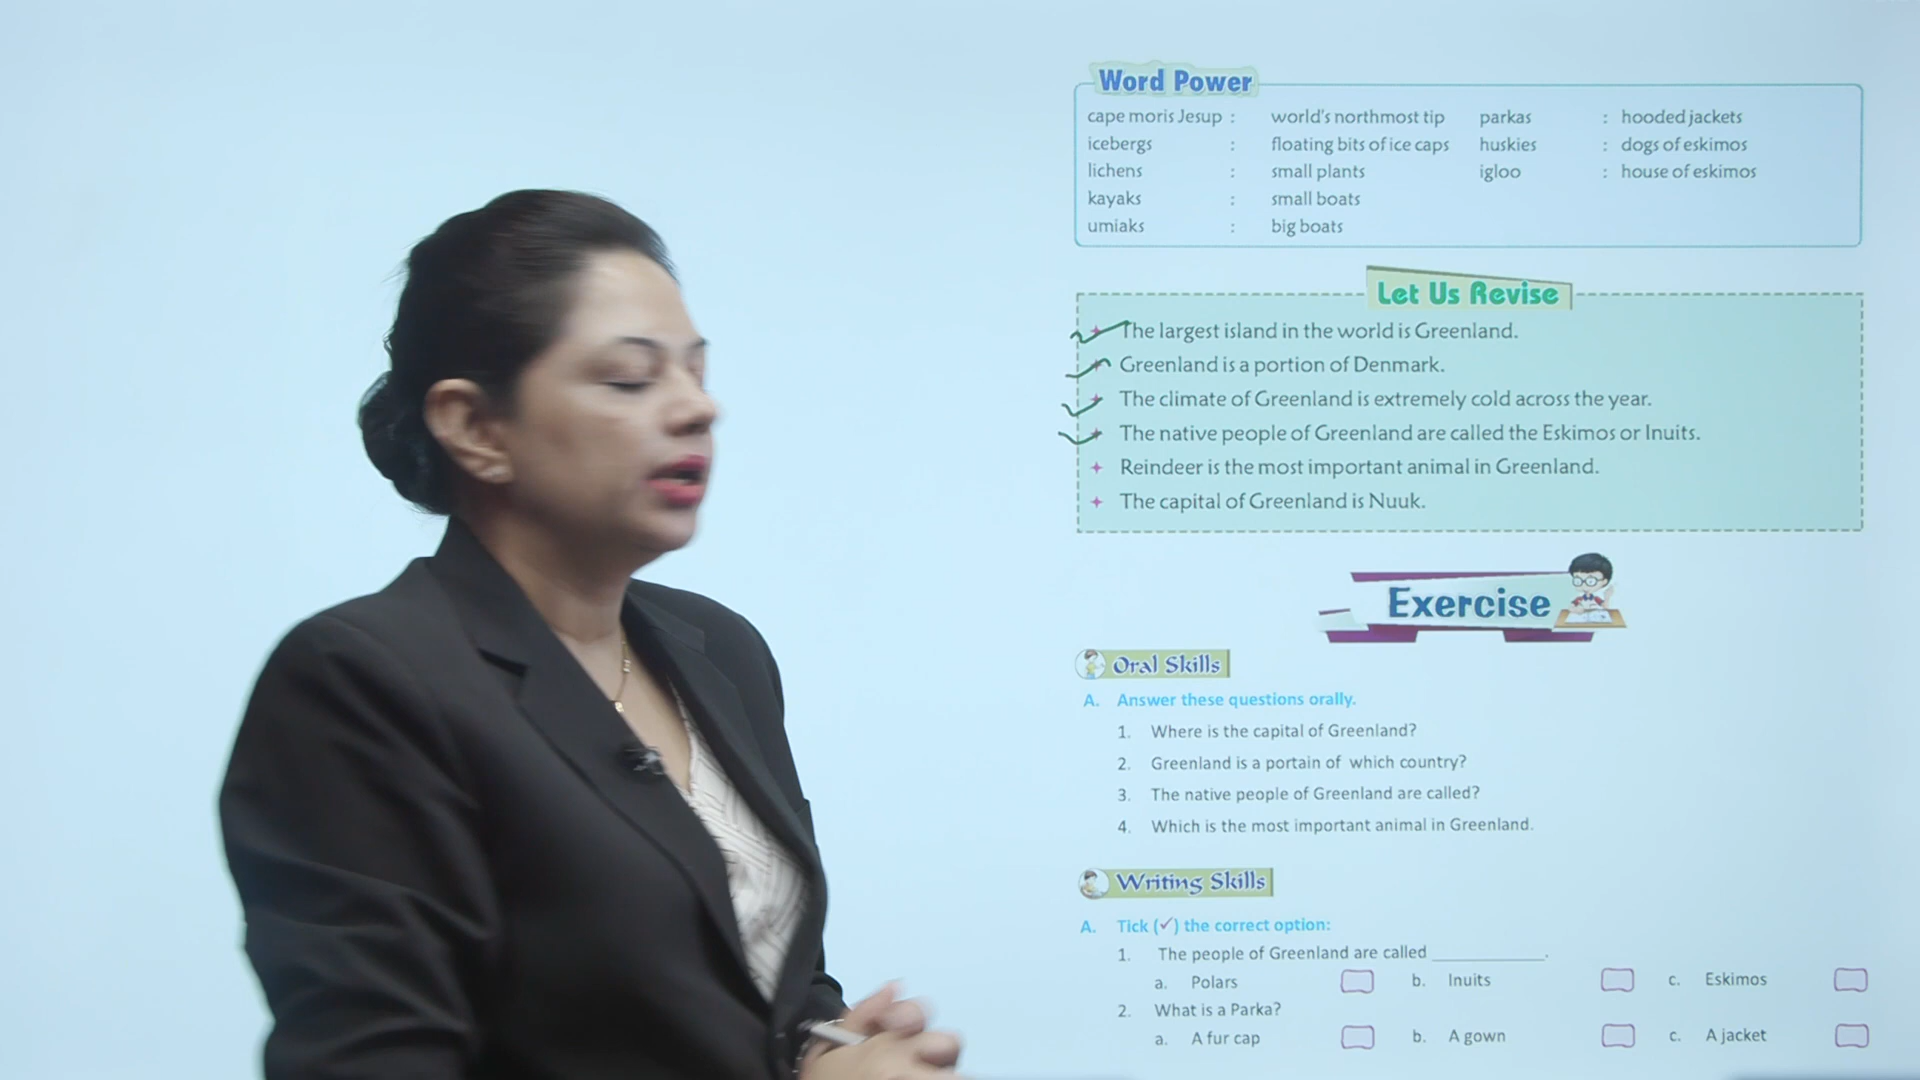 Word Power
cape moris Jesup : world's northmost tip parkas : hooded jackets
icebergs : floating bits of ice caps huskies : dogs of eskimos
lichens : small plants igloo : house of eskimos
kayaks : small boats
umiaks : big boats
Let Us Revise
The largest island in the world is Greenland.
Greenland is a portion of Denmark.
The climate of Greenland is extremely cold across the year.
The native people of Greenland are called the Eskimos or Inuits.
Reindeer is the most important animal in Greenland.
The capital of Greenland is Nuuk.
Exercise
Oral Skills
A. Answer these questions orally.
1. Where is the capital of Greenland?
2. Greenland is a portain of which country?
3. The native people of Greenland are called?
4. Which is the most important animal in Greenland.
Writing Skills
A. Tick (✓) the correct option:
1. The people of Greenland are called ____________.
a. Polars b. Inuits c. Eskimos
2. What is a Parka?
a. A fur cap b. A gown c. A jacket